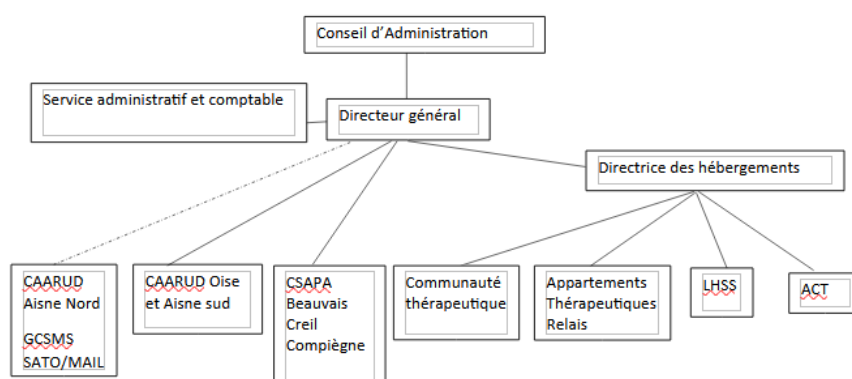 Conseil d'Administration
Service administratif et comptable
Directeur général
Directrice des hébergements
CAARUD
Aisne Nord
GCSMS
SATO/MAIL
CAARUD Oise
et Aisne sud
CSAPA
Beauvais
Creil
Compiègne
Communauté
thérapeutique
Appartements
Thérapeutiques
Relais
LHSS
ACT